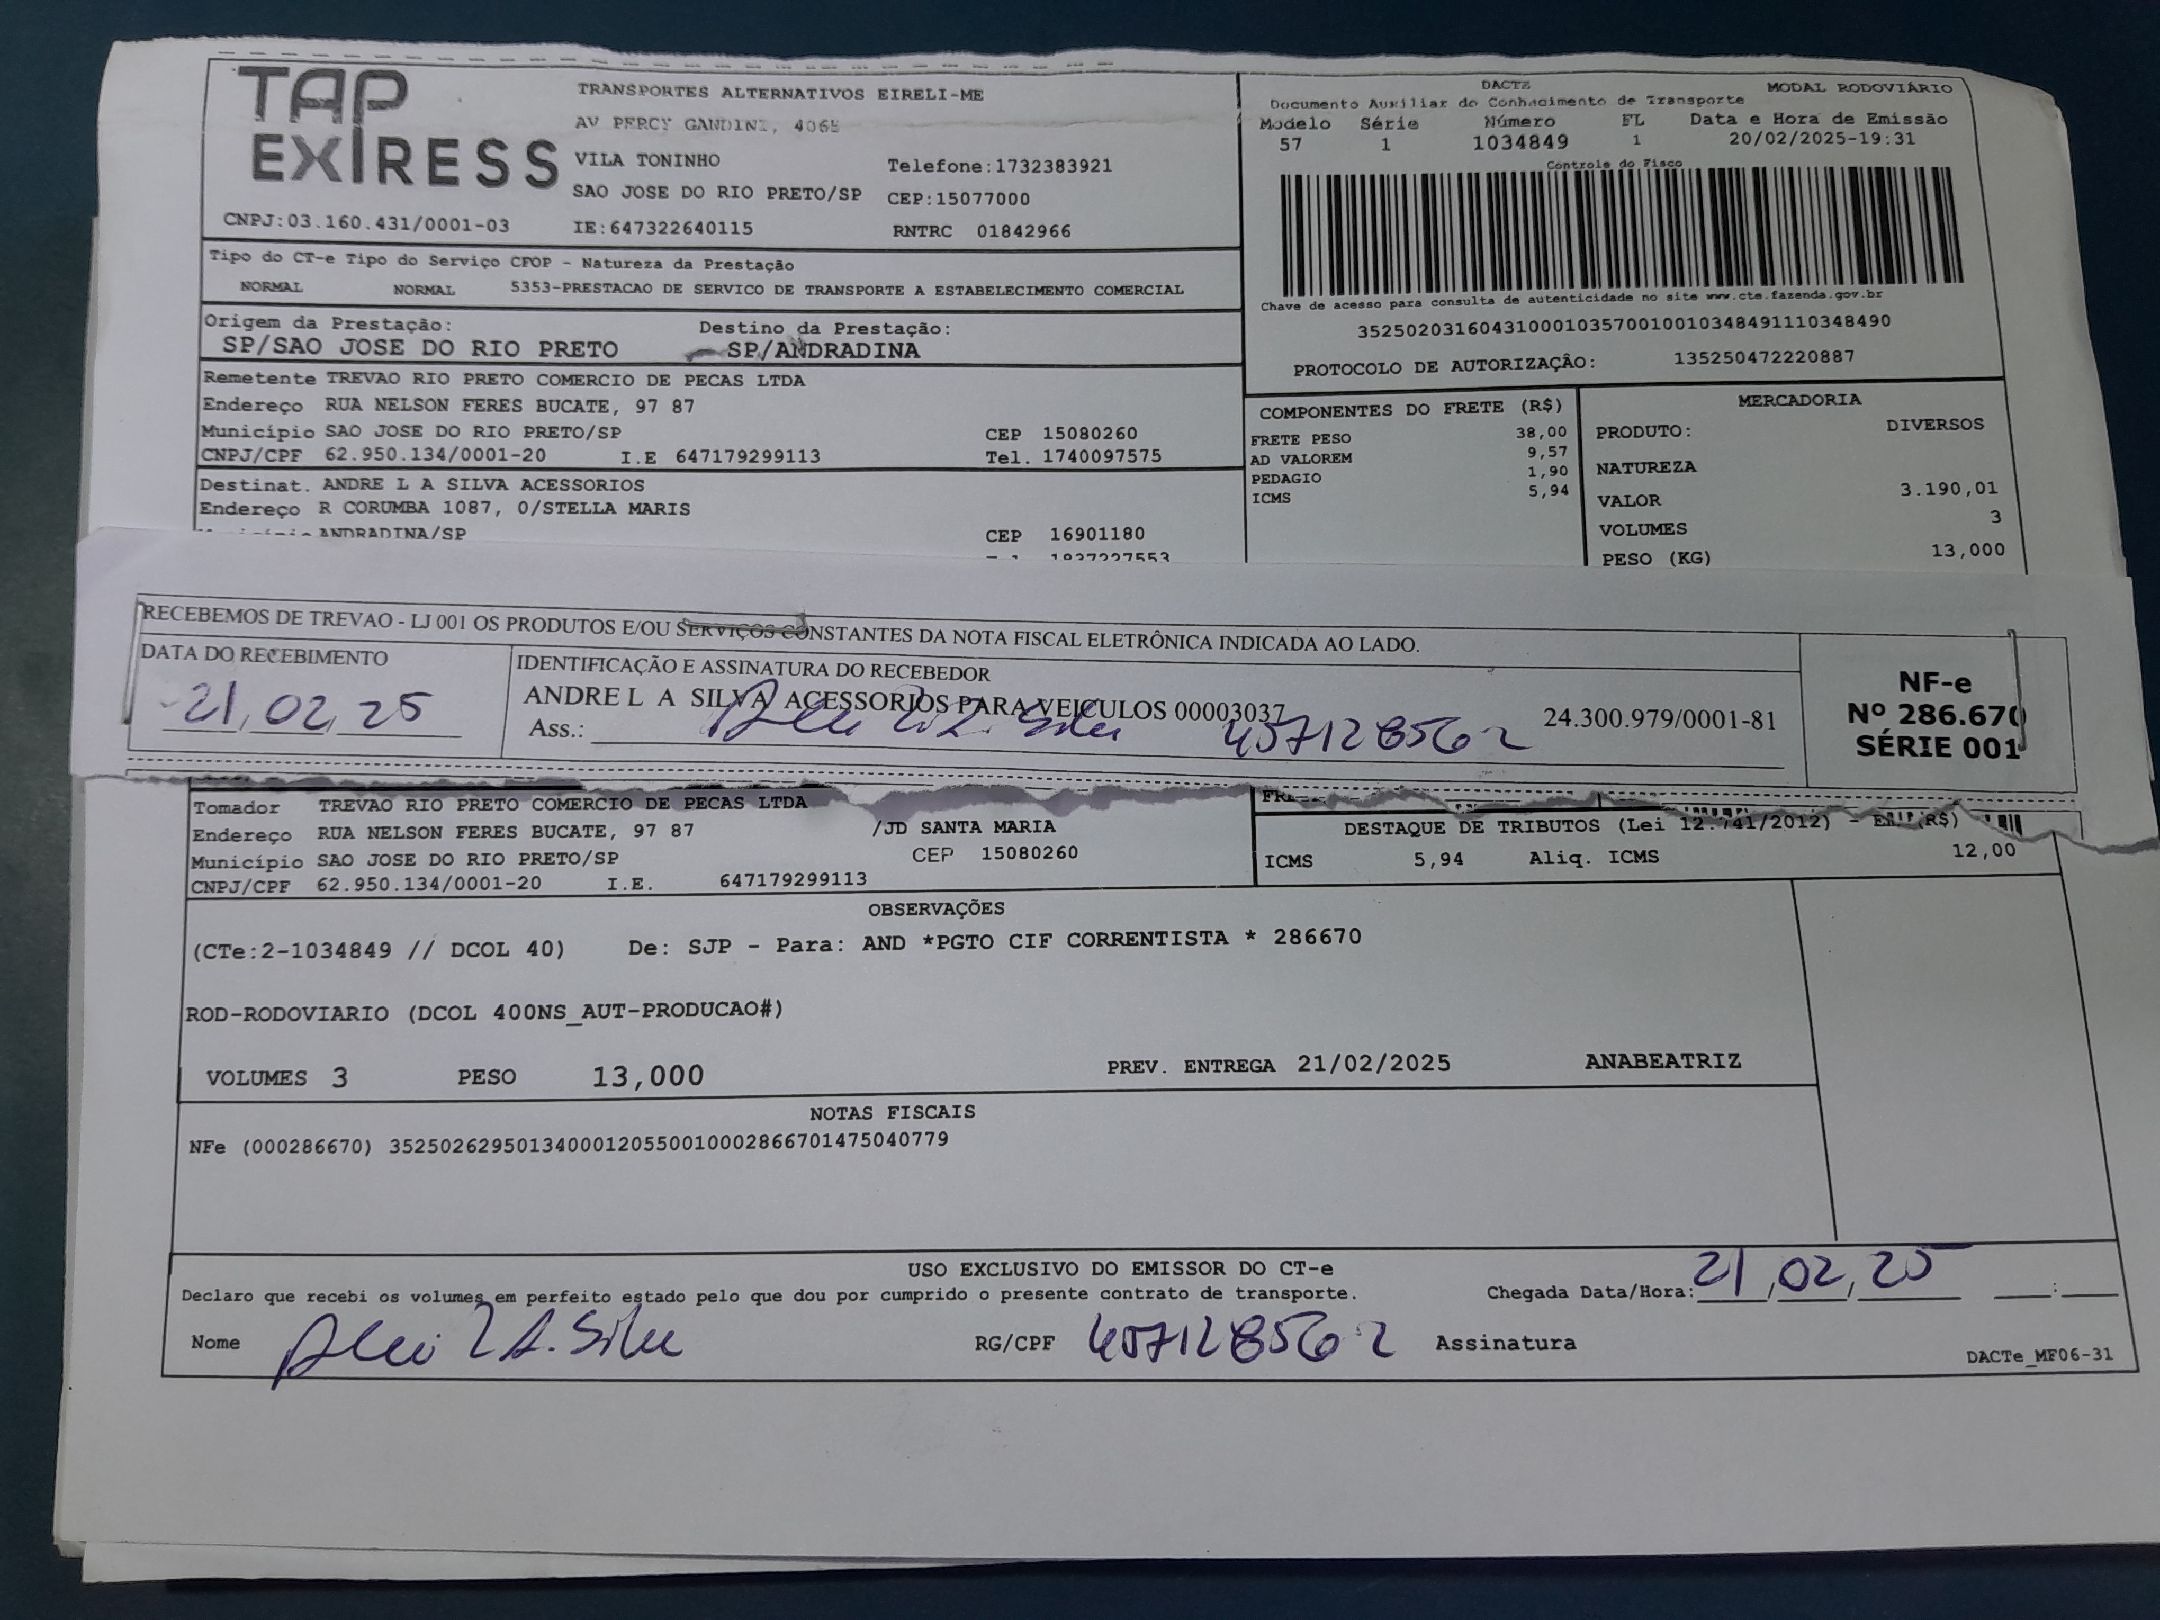 TAP
EXPRESS
TRANSPORTES ALTERNATIVOS EIRELI-ME
AV PERCY GANDINI, 4065
VILA TONINHO Telefone:1732383921
SAO JOSE DO RIO PRETO/SP CEP:15077000
CNPJ:03.160.431/0001-03 IE:647322640115 RNTRC 01842966
DACTE MODAL RODOVIÁRIO
Documento Auxiliar do Conhecimento de Transporte
Modelo Série Número FL Data e Hora de Emissão
57 1 1034849 1 20/02/2025-19:31
Controle do Fisco
Chave de acesso para consulta de autenticidade no site www.cte.fazenda.gov.br
35250203160431000103570010010348491110348490
PROTOCOLO DE AUTORIZAÇÃO: 135250472220887
Tipo do CT-e Tipo do Serviço CFOP - Natureza da Prestação
NORMAL NORMAL 5353-PRESTACAO DE SERVICO DE TRANSPORTE A ESTABELECIMENTO COMERCIAL
Origem da Prestação: Destino da Prestação:
SP/SAO JOSE DO RIO PRETO SP/ANDRADINA
Remetente TREVAO RIO PRETO COMERCIO DE PECAS LTDA
Endereço RUA NELSON FERES BUCATE, 97 87
Município SAO JOSE DO RIO PRETO/SP CEP 15080260
CNPJ/CPF 62.950.134/0001-20 I.E 647179299113 Tel. 1740097575
Destinat. ANDRE L A SILVA ACESSORIOS
Endereço R CORUMBA 1087, 0/STELLA MARIS
ANDRADINA/SP CEP 16901180
COMPONENTES DO FRETE (R$)
FRETE PESO 38,00
AD VALOREM 9,57
PEDAGIO 1,90
ICMS 5,94
MERCADORIA
PRODUTO: DIVERSOS
NATUREZA
VALOR 3.190,01
VOLUMES 3
PESO (KG) 13,000
RECEBEMOS DE TREVAO - LJ 001 OS PRODUTOS E/OU SERVIÇOS CONSTANTES DA NOTA FISCAL ELETRÔNICA INDICADA AO LADO.
DATA DO RECEBIMENTO
21,02,25
IDENTIFICAÇÃO E ASSINATURA DO RECEBEDOR
ANDRE L A SILVA ACESSORIOS PARA VEICULOS 00003037 24.300.979/0001-81
Ass.: 457128562
NF-e
Nº 286.670
SÉRIE 001
Tomador TREVAO RIO PRETO COMERCIO DE PECAS LTDA
Endereço RUA NELSON FERES BUCATE, 97 87 /JD SANTA MARIA
Município SAO JOSE DO RIO PRETO/SP CEP 15080260
CNPJ/CPF 62.950.134/0001-20 I.E. 647179299113
DESTAQUE DE TRIBUTOS (Lei 12.741/2012) - EM (R$)
ICMS 5,94 Aliq. ICMS 12,00
OBSERVAÇÕES
(CTe:2-1034849 // DCOL 40) De: SJP - Para: AND *PGTO CIF CORRENTISTA * 286670
ROD-RODOVIARIO (DCOL 400NS_AUT-PRODUCAO#)
VOLUMES 3 PESO 13,000 PREV. ENTREGA 21/02/2025 ANABEATRIZ
NOTAS FISCAIS
NFe (000286670) 35250262950134000120550010002866701475040779
USO EXCLUSIVO DO EMISSOR DO CT-e
Declaro que recebi os volumes em perfeito estado pelo que dou por cumprido o presente contrato de transporte. Chegada Data/Hora: 21/02/25 :
Nome RG/CPF 457128562 Assinatura
DACTe_MF06-31